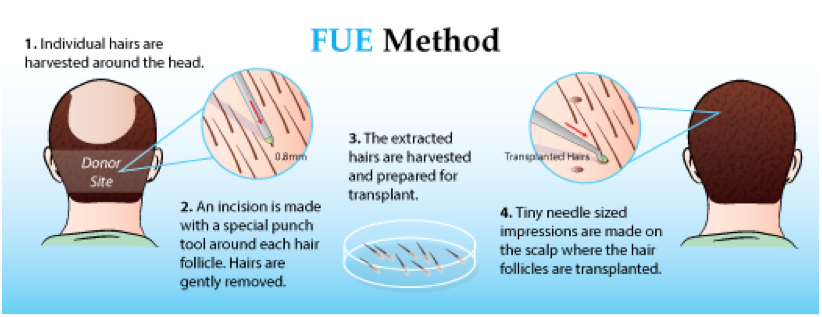 FUE Method
1. Individual hairs are
harvested around the head.
Donor
Site
0.8mm
2. An incision is made
with a special punch
tool around each hair
follicle. Hairs are
gently removed.
3. The extracted
hairs are harvested
and prepared for
transplant.
Transplanted Hairs
4. Tiny needle sized
impressions are made on
the scalp where the hair
follicles are transplanted.